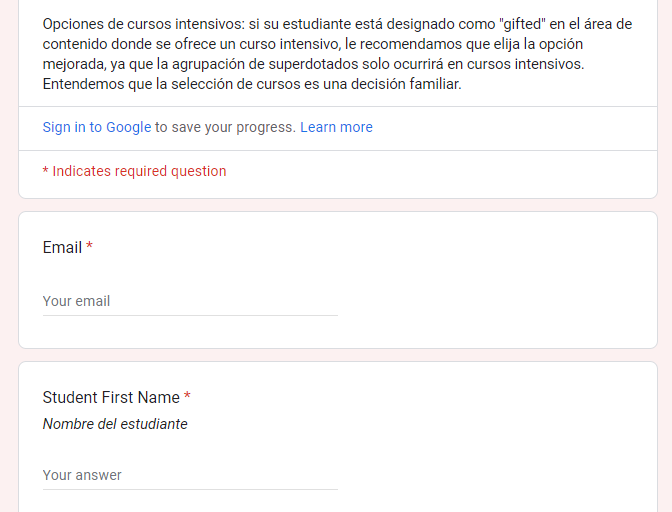 Opciones de cursos intensivos: si su estudiante está designado como "gifted" en el área de
contenido donde se ofrece un curso intensivo, le recomendamos que elija la opción
mejorada, ya que la agrupación de superdotados solo ocurrirá en cursos intensivos.
Entendemos que la selección de cursos es una decisión familiar.
Sign in to Google to save your progress. Learn more
* Indicates required question
Email *
Your email
Student First Name *
Nombre del estudiante
Your answer